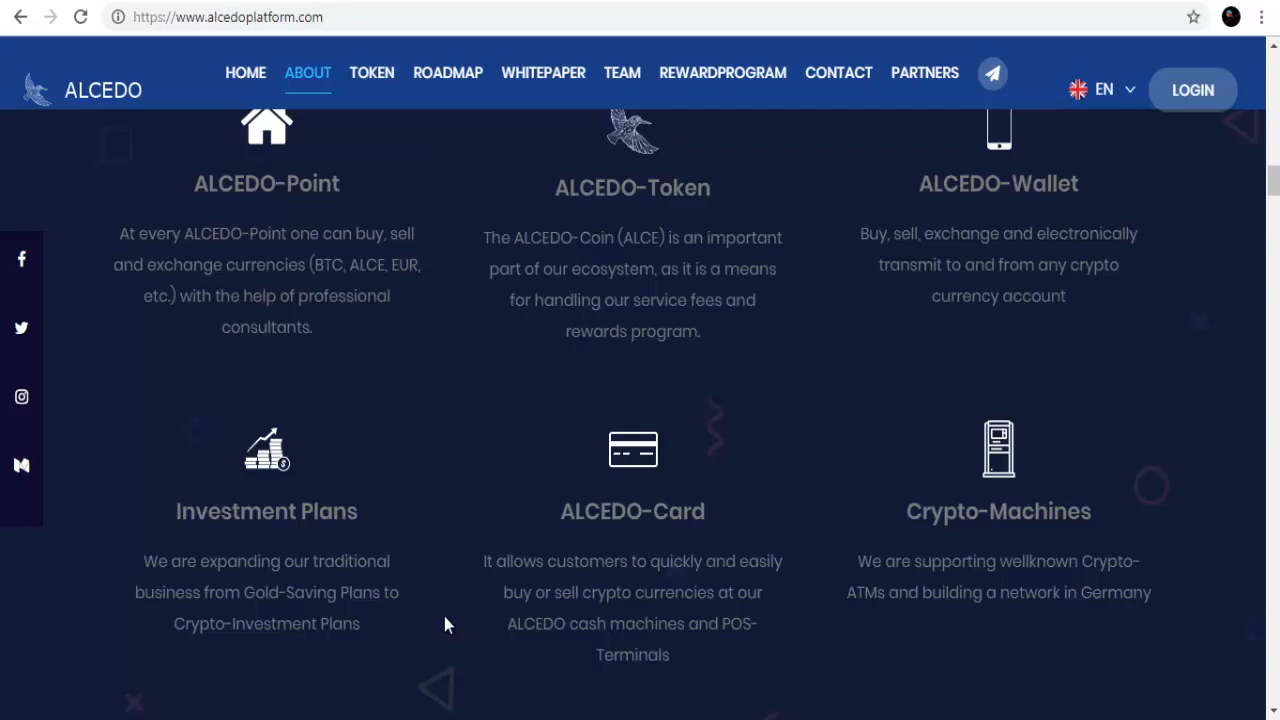 https://www.alcedoplatform.com
ALCEDO
HOME ABOUT TOKEN ROADMAP WHITEPAPER TEAM REWARDPROGRAM CONTACT PARTNERS
EN
LOGIN
ALCEDO-Point
At every ALCEDO-Point one can buy, sell
and exchange currencies (BTC, ALCE, EUR,
etc.) with the help of professional
consultants.
ALCEDO-Token
The ALCEDO-Coin (ALCE) is an important
part of our ecosystem, as it is a means
for handling our service fees and
rewards program.
ALCEDO-Wallet
Buy, sell, exchange and electronically
transmit to and from any crypto
currency account
Investment Plans
We are expanding our traditional
business from Gold-Saving Plans to
Crypto-Investment Plans
ALCEDO-Card
It allows customers to quickly and easily
buy or sell crypto currencies at our
ALCEDO cash machines and POS-
Terminals
Crypto-Machines
We are supporting wellknown Crypto-
ATMs and building a network in Germany